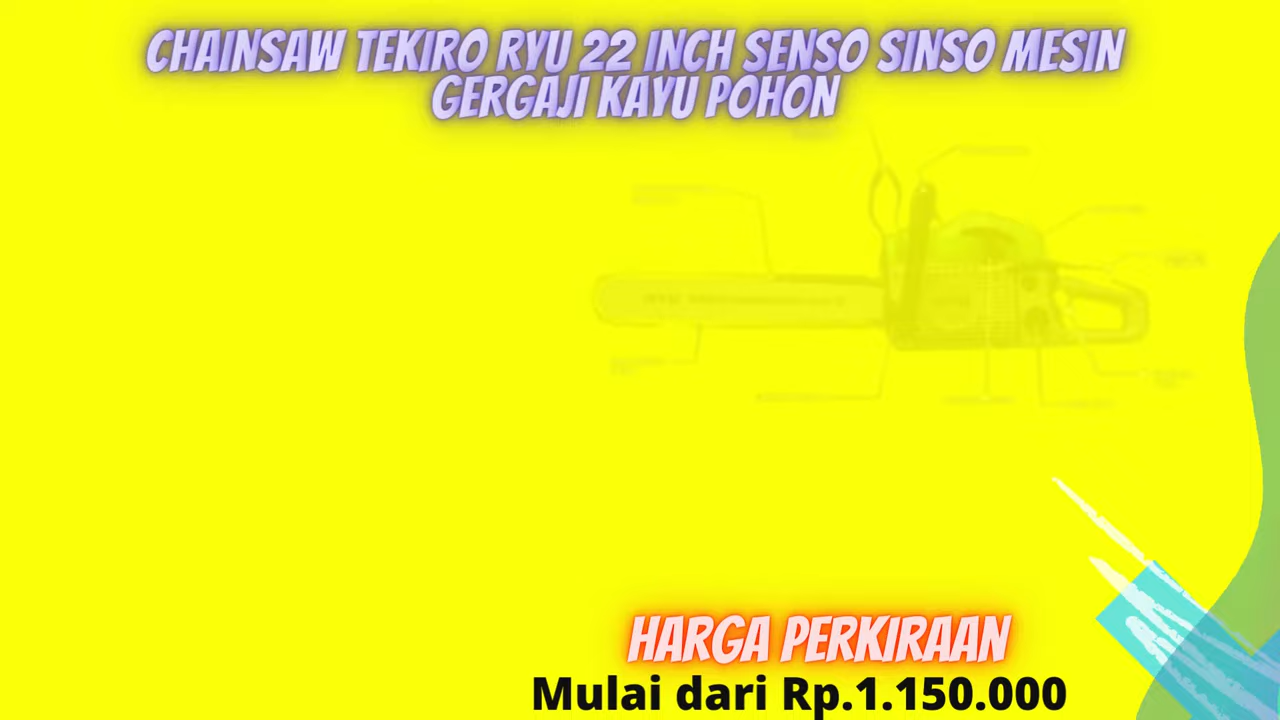 CHAINSAW TEKIRO RYU 22 INCH SENSO SINSO MESIN
GERGAJI KAYU POHON
HARGA PERKIRAAN
Mulai dari Rp.1.150.000